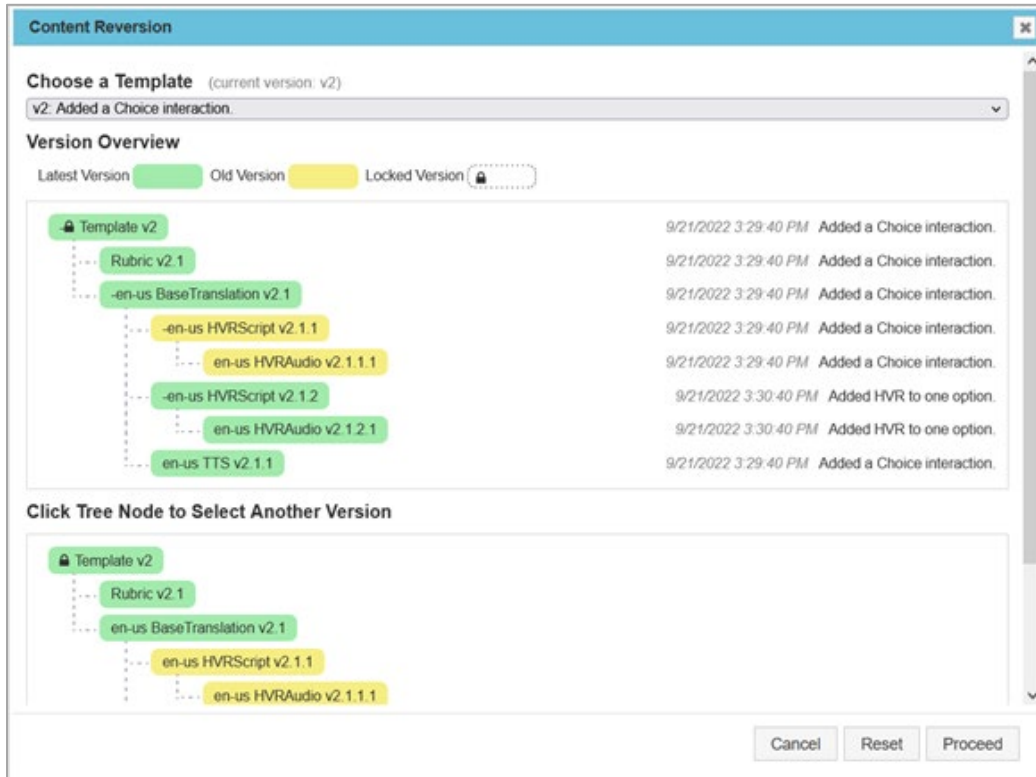 Content Reversion
Choose a Template (current version: v2)
v2: Added a Choice interaction.
Version Overview
Latest Version Old Version Locked Version
-Template v2 9/21/2022 3:29:40 PM Added a Choice interaction.
Rubric v2.1 9/21/2022 3:29:40 PM Added a Choice interaction.
-en-us BaseTranslation v2.1 9/21/2022 3:29:40 PM Added a Choice interaction.
-en-us HVRScript v2.1.1 9/21/2022 3:29:40 PM Added a Choice interaction.
en-us HVRAudio v2.1.1.1 9/21/2022 3:29:40 PM Added a Choice interaction.
-en-us HVRScript v2.1.2 9/21/2022 3:30:40 PM Added HVR to one option.
en-us HVRAudio v2.1.2.1 9/21/2022 3:30:40 PM Added HVR to one option.
en-us TTS v2.1.1 9/21/2022 3:29:40 PM Added a Choice interaction.
Click Tree Node to Select Another Version
Template v2
Rubric v2.1
en-us BaseTranslation v2.1
en-us HVRScript v2.1.1
en-us HVRAudio v2.1.1.1
Cancel Reset Proceed